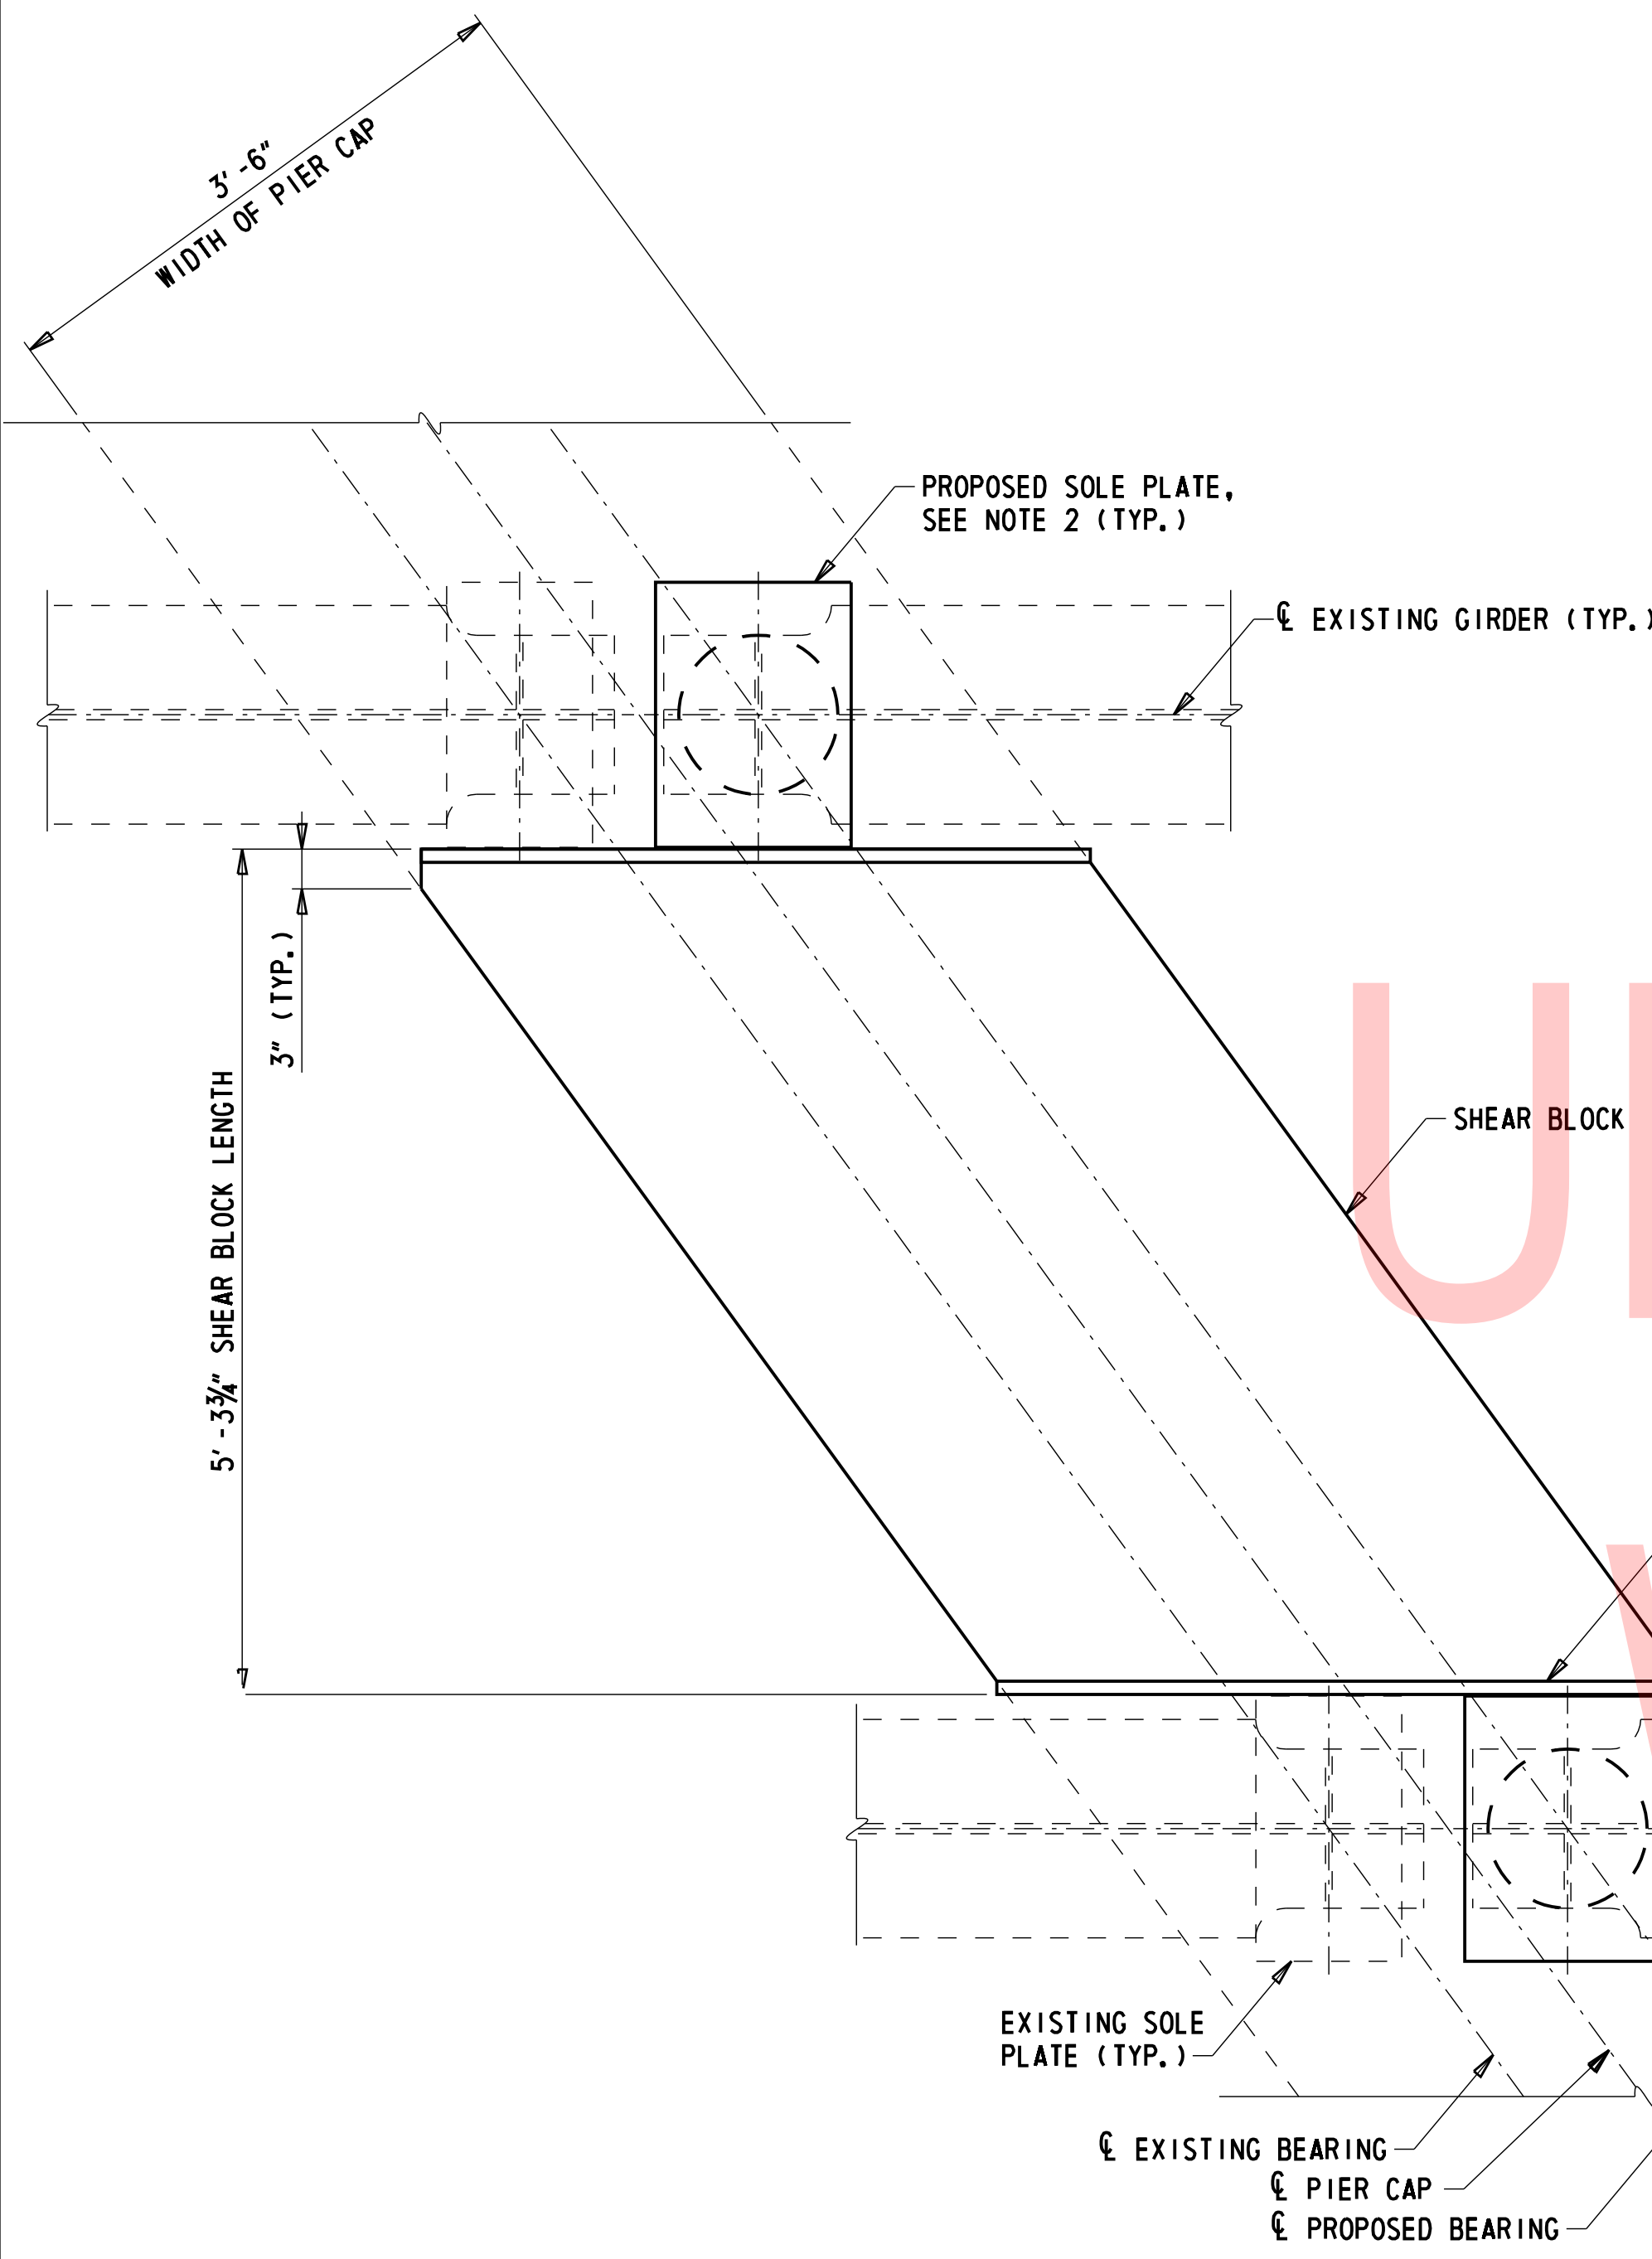 3'-6"
WIDTH OF PIER CAP
PROPOSED SOLE PLATE,
SEE NOTE 2 (TYP.)
℄ EXISTING GIRDER (TYP.)
3" (TYP.)
5'-3¾" SHEAR BLOCK LENGTH
SHEAR BLOCK
EXISTING SOLE
PLATE (TYP.)
℄ EXISTING BEARING
℄ PIER CAP
℄ PROPOSED BEARING